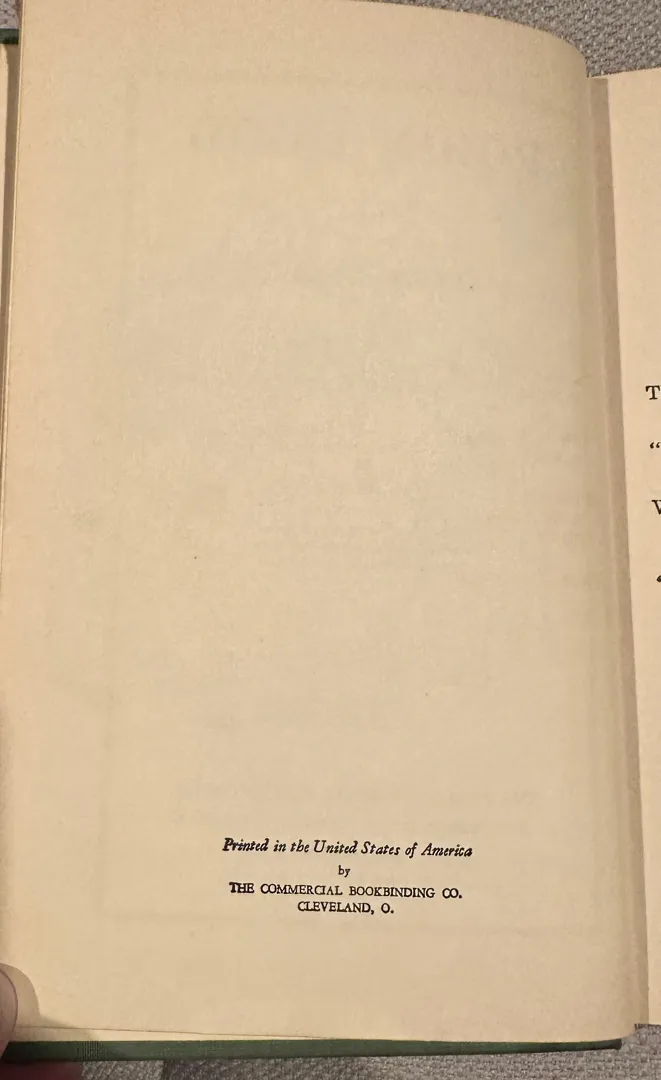 Printed in the United States of America
by
THE COMMERCIAL BOOKBINDING CO.
CLEVELAND, O.
T
“